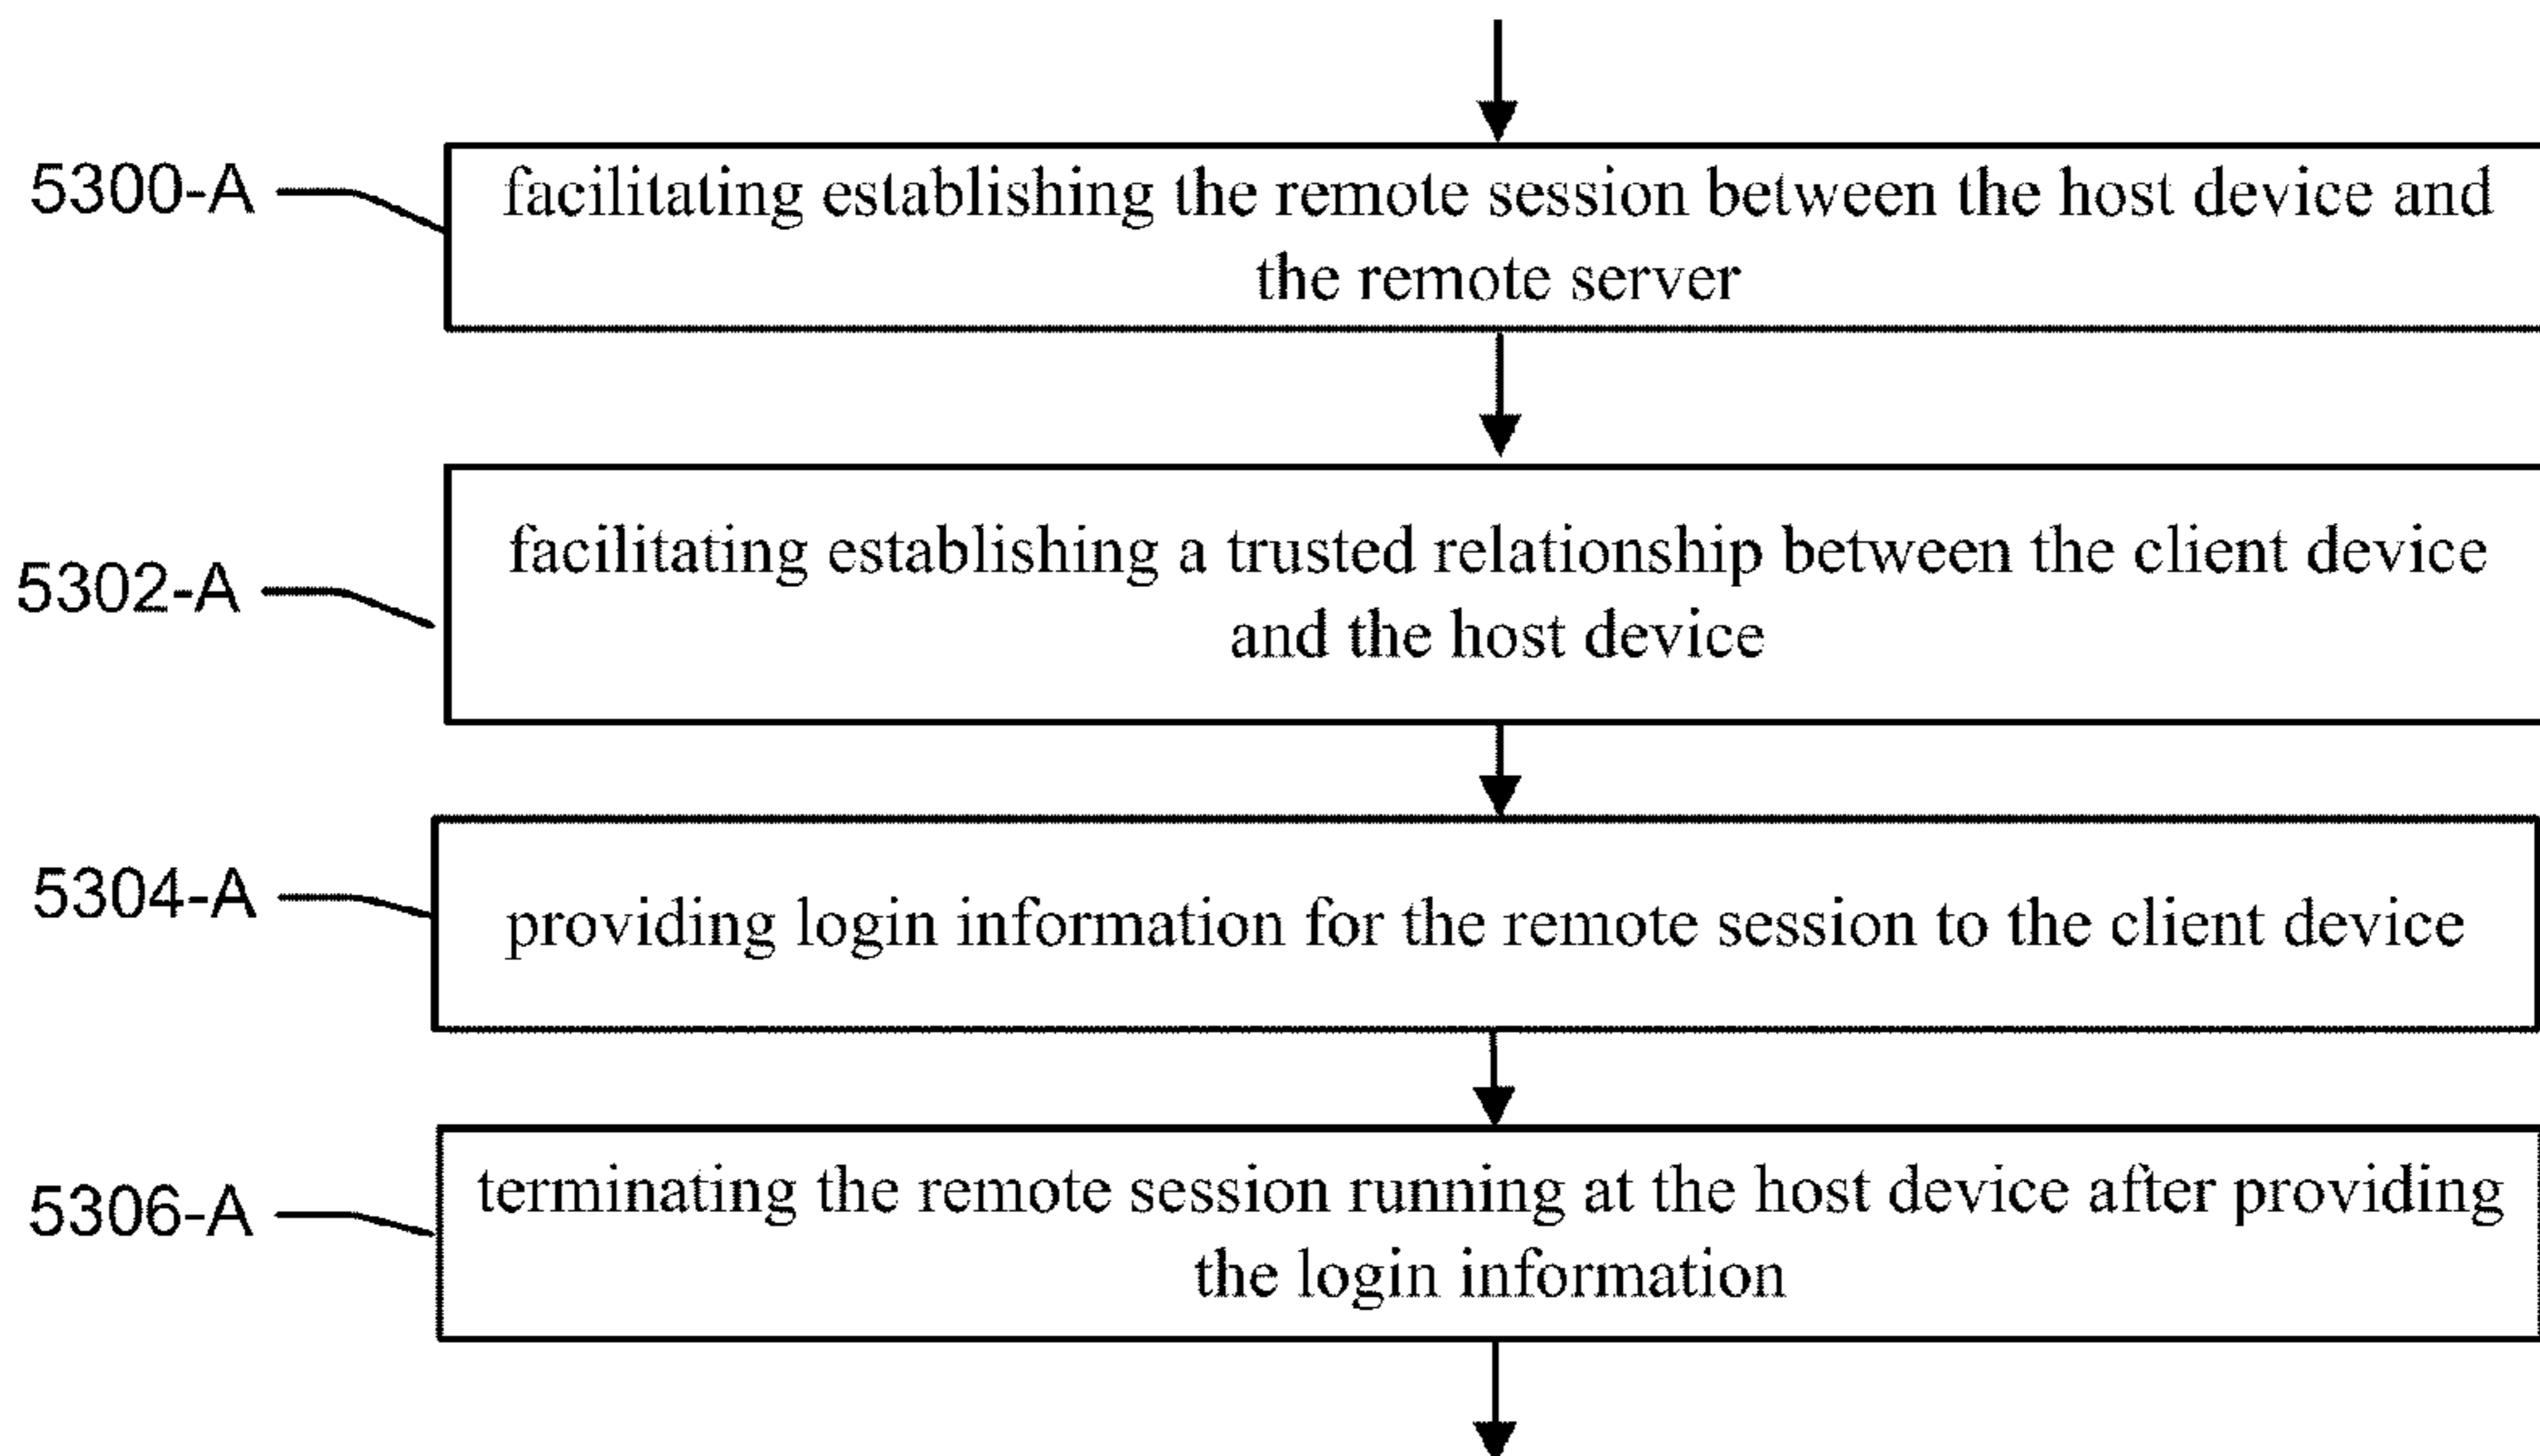 5300-A
facilitating establishing the remote session between the host device and
the remote server
5302-A
facilitating establishing a trusted relationship between the client device
and the host device
5304-A
providing login information for the remote session to the client device
5306-A
terminating the remote session running at the host device after providing
the login information